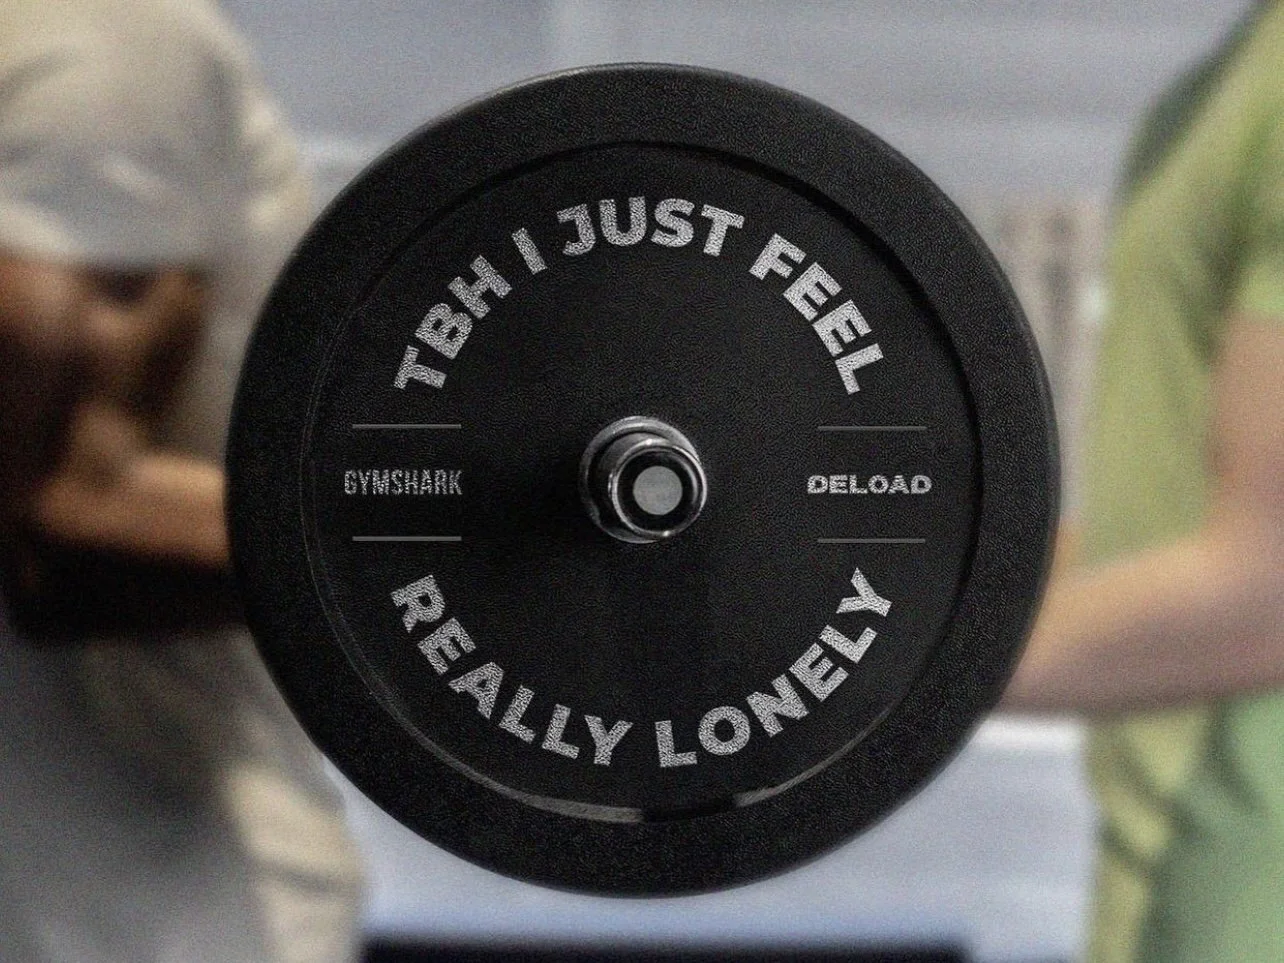 TBH I JUST FEEL
GYMSHARK
DELOAD
REALLY LONELY